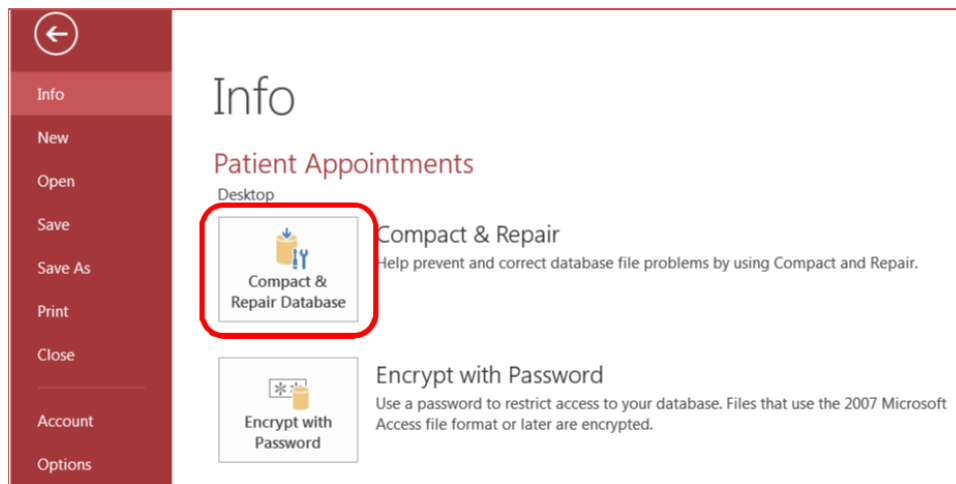 Info
New
Open
Save
Save As
Print
Close
Account
Options
Info
Patient Appointments
Desktop
Compact &
Repair Database
Compact & Repair
Help prevent and correct database file problems by using Compact and Repair.
Encrypt with
Password
Encrypt with Password
Use a password to restrict access to your database. Files that use the 2007 Microsoft
Access file format or later are encrypted.